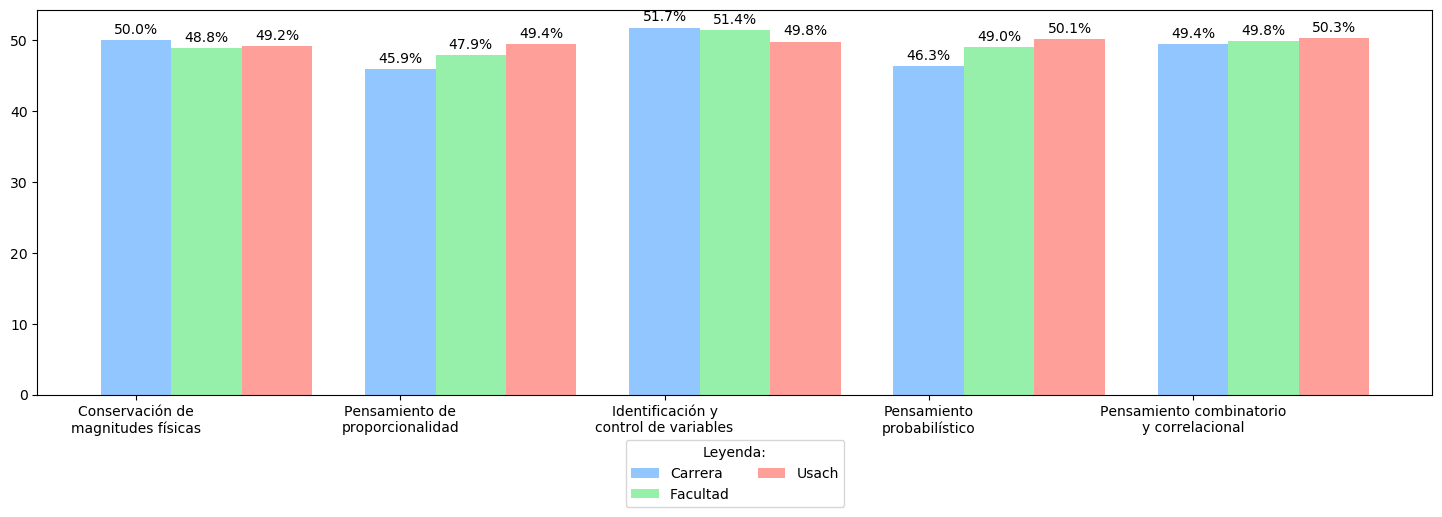 50.0%
48.8%
49.2%
45.9%
47.9%
49.4%
51.7%
51.4%
49.8%
46.3%
49.0%
50.1%
49.4%
49.8%
50.3%
50
40
30
20
10
0
Conservación de
magnitudes físicas
Pensamiento de
proporcionalidad
Identificación y
control de variables
Pensamiento
probabilístico
Pensamiento combinatorio
y correlacional
Leyenda:
Carrera
Facultad
Usach